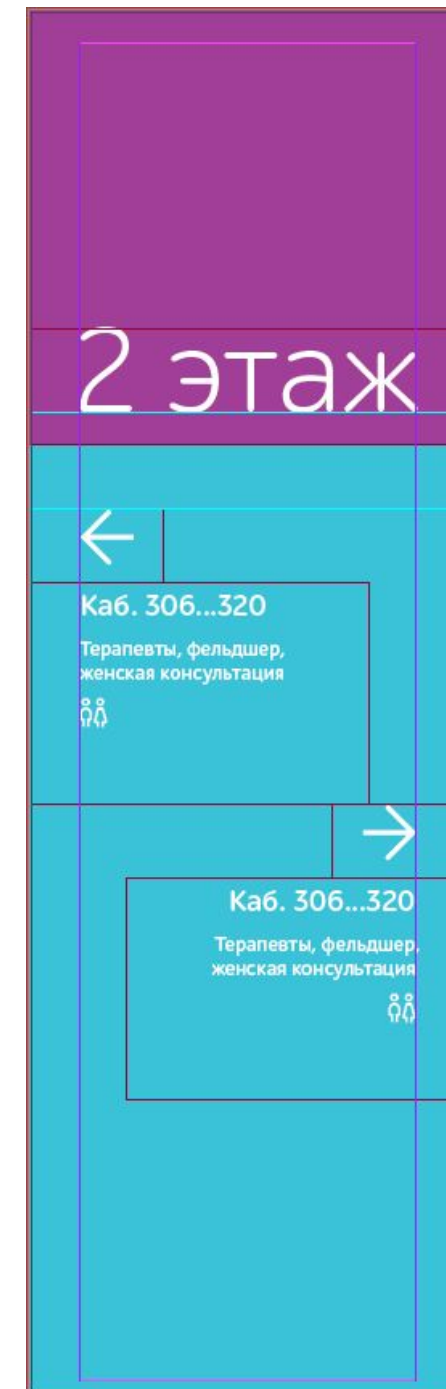 2 этаж
Каб. 306...320
Терапевты, фельдшер,
женская консультация
Каб. 306...320
Терапевты, фельдшер,
женская консультация